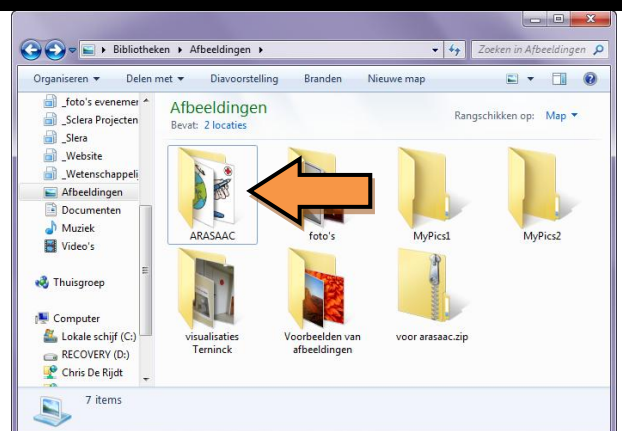 Bibliotheken Afbeeldingen
Zoeken in Afbeeldingen
Organiseren Delen met Diavoorstelling Branden Nieuwe map
_foto's evenemer
_Sclera Projecten
_Slera
_Website
_Wetenschappelij
Afbeeldingen
Documenten
Muziek
Video's
Thuisgroep
Computer
Lokale schijf (C:)
RECOVERY (D:)
Chris De Rijdt
Afbeeldingen
Bevat: 2 locaties
Rangschikken op: Map
ARASAAC
foto's
MyPics1
MyPics2
visualisaties
Terninck
Voorbeelden van
afbeeldingen
voor arasaac.zip
7 items